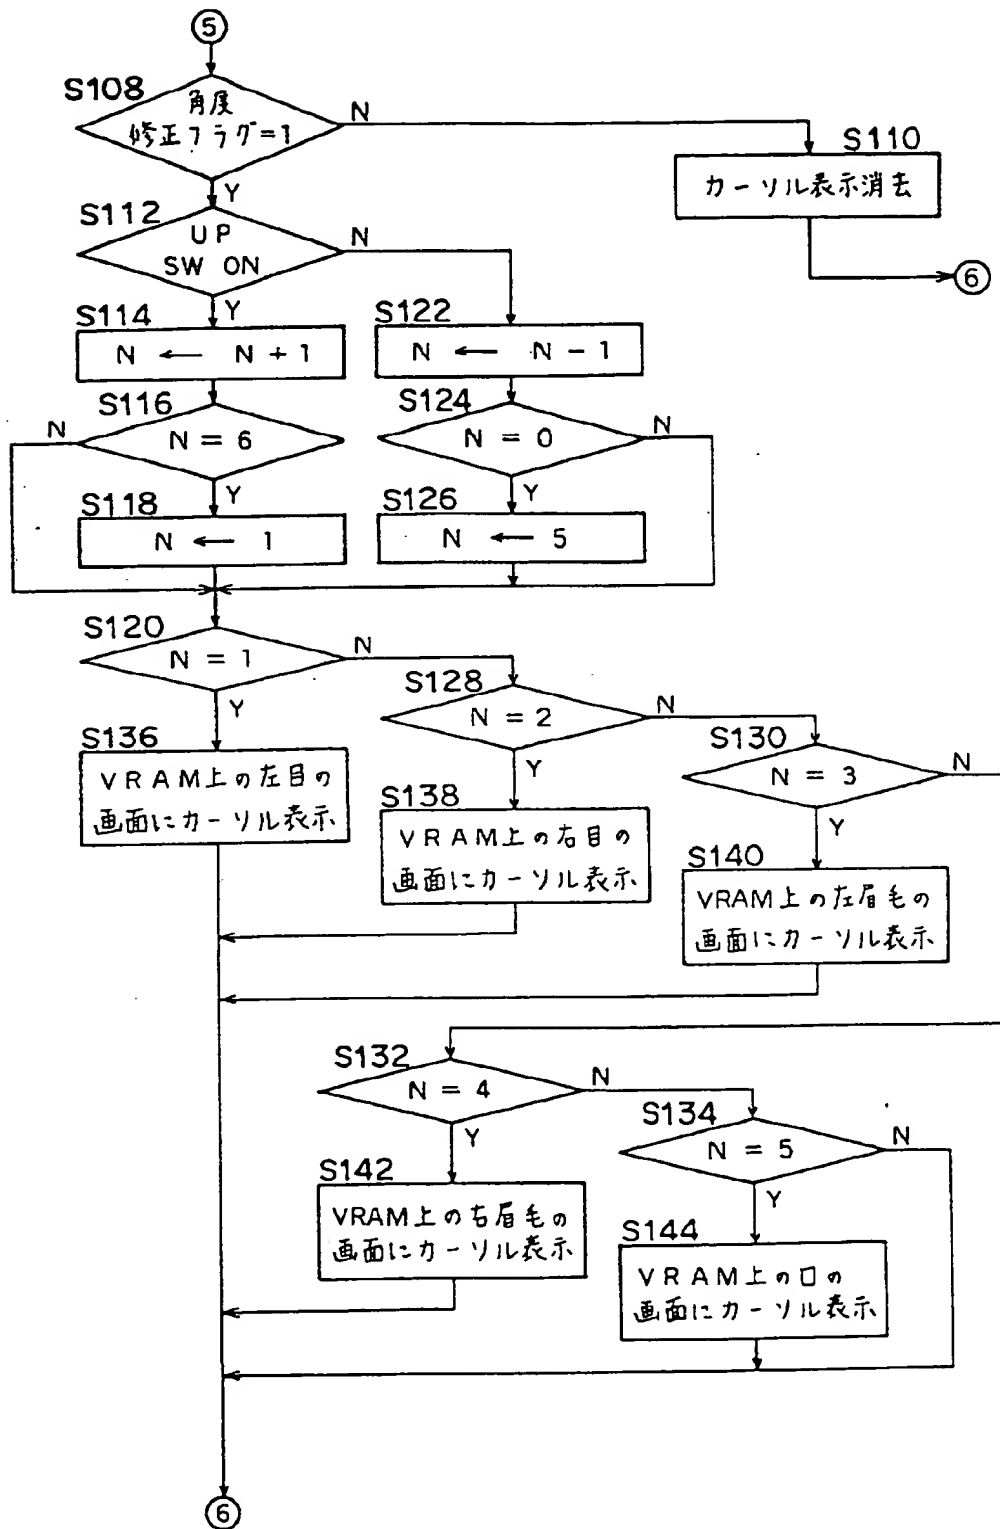 5
S108
角度
修正フラグ=1
N
Y
S110
カーソル表示消去
6
S112
UP
SW ON
N
Y
S114
N ← N + 1
S122
N ← N - 1
S116
N = 6
N
Y
S124
N = 0
N
Y
S118
N ← 1
S126
N ← 5
S120
N = 1
N
Y
S128
N = 2
N
Y
S130
N = 3
N
Y
S136
VRAM上の左目の
画面にカーソル表示
S138
VRAM上の右目の
画面にカーソル表示
S140
VRAM上の左眉毛の
画面にカーソル表示
S132
N = 4
N
Y
S134
N = 5
N
Y
S142
VRAM上の右眉毛の
画面にカーソル表示
S144
VRAM上の口の
画面にカーソル表示
6